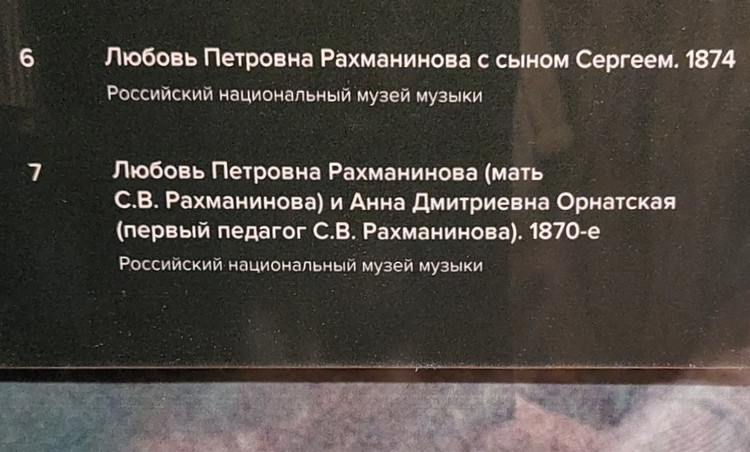 6 Любовь Петровна Рахманинова с сыном Сергеем. 1874
Российский национальный музей музыки
7 Любовь Петровна Рахманинова (мать
С.В. Рахманинова) и Анна Дмитриевна Орнатская
(первый педагог С.В. Рахманинова). 1870-е
Российский национальный музей музыки